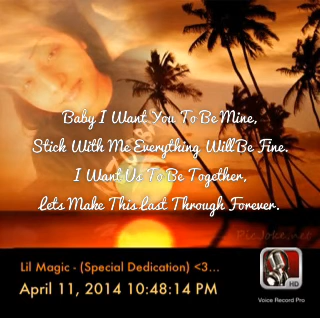 Baby I Want You To Be Mine,
Stick With Me Everything Will Be Fine.
I Want Us To Be Together,
Lets Make This Last Through Forever.
PicJoke.net
Lil Magic - (Special Dedication) <3...
April 11, 2014 10:48:14 PM
HD
Voice Record Pro